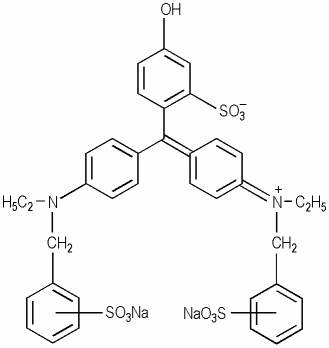 OH
SO₃⁻
+
H₅C₂ N N C₂H₅
CH₂ CH₂
SO₃Na NaO₃S